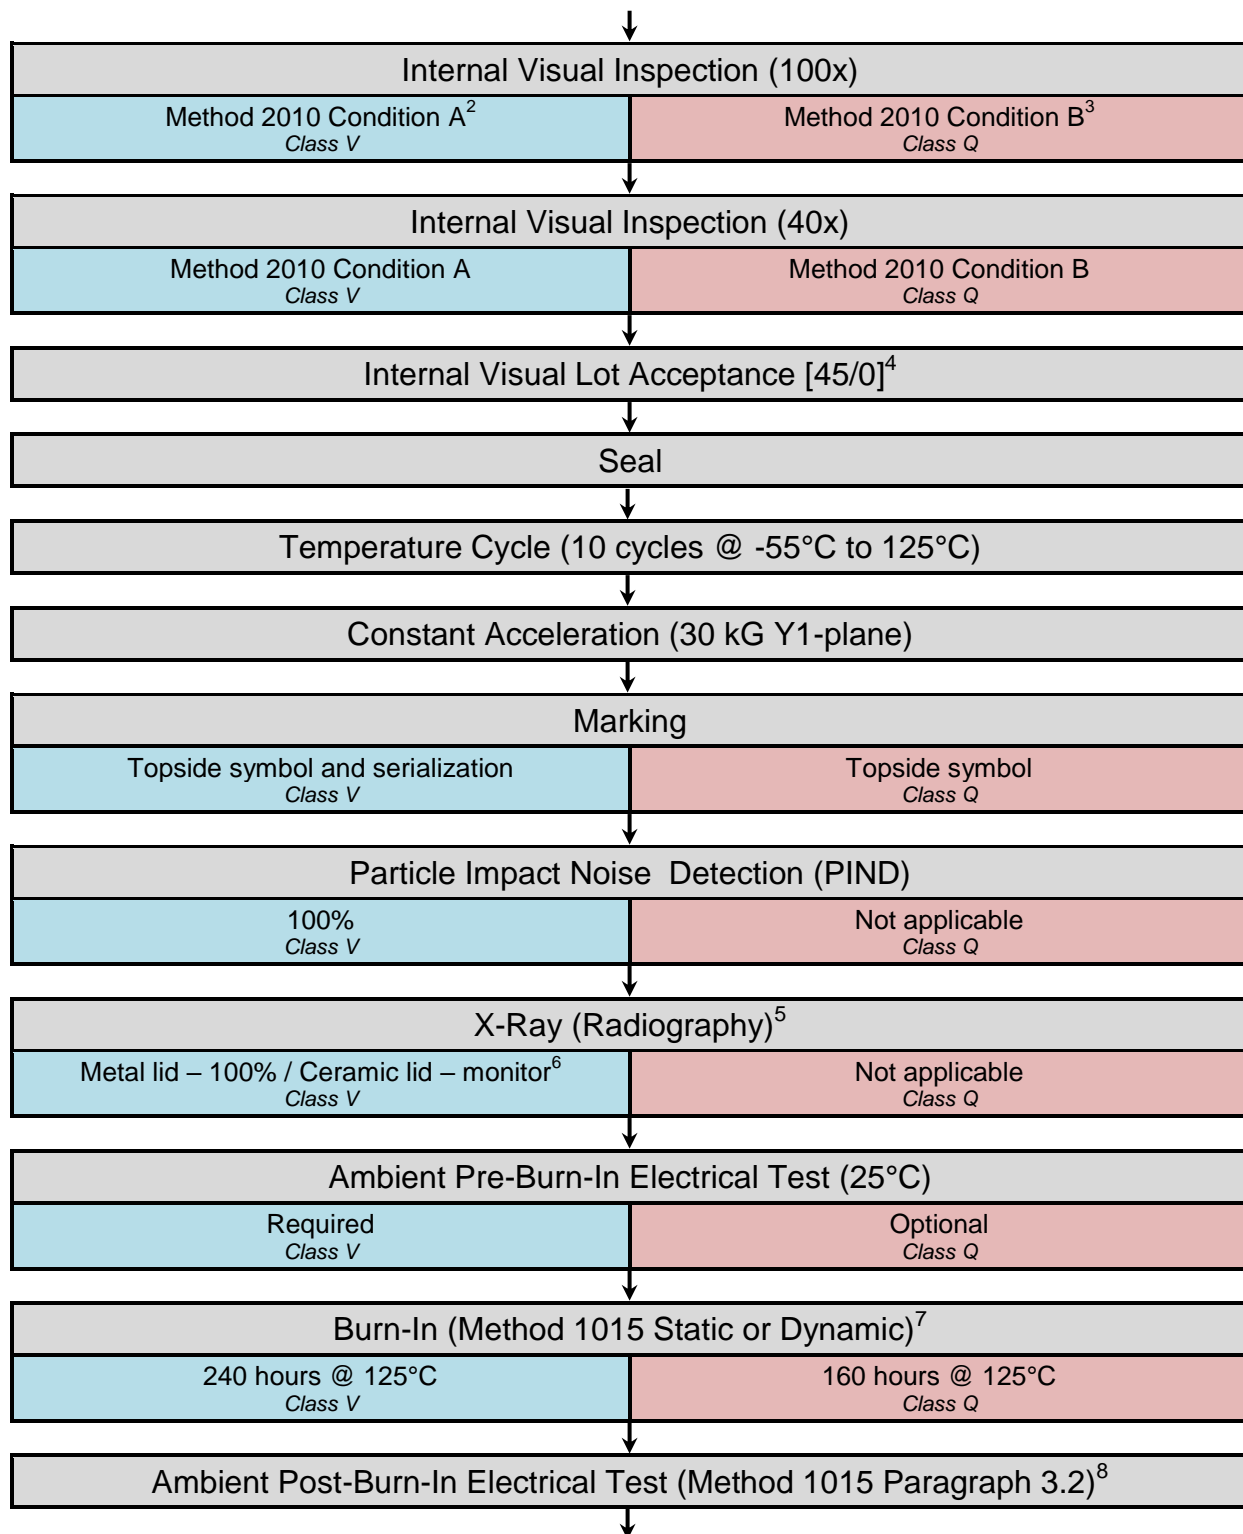 Internal Visual Inspection (100x)
Method 2010 Condition A2 Method 2010 Condition B3
Class V Class Q
Internal Visual Inspection (40x)
Method 2010 Condition A Method 2010 Condition B
Class V Class Q
Internal Visual Lot Acceptance [45/0]4
Seal
Temperature Cycle (10 cycles @ -55°C to 125°C)
Constant Acceleration (30 kG Y1-plane)
Marking
Topside symbol and serialization Topside symbol
Class V Class Q
Particle Impact Noise Detection (PIND)
100% Not applicable
Class V Class Q
X-Ray (Radiography)5
Metal lid – 100% / Ceramic lid – monitor6 Not applicable
Class V Class Q
Ambient Pre-Burn-In Electrical Test (25°C)
Required Optional
Class V Class Q
Burn-In (Method 1015 Static or Dynamic)7
240 hours @ 125°C 160 hours @ 125°C
Class V Class Q
Ambient Post-Burn-In Electrical Test (Method 1015 Paragraph 3.2)8